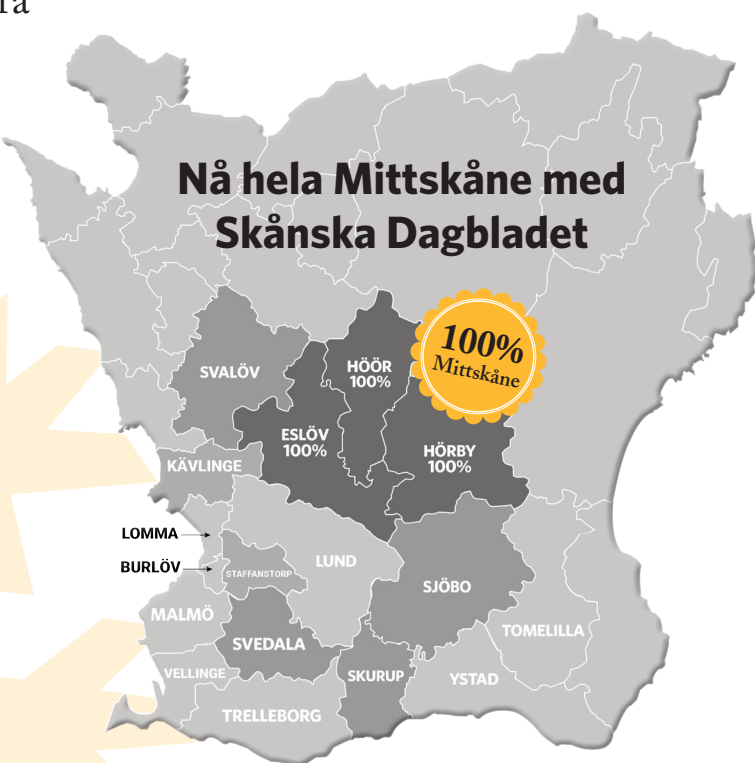 Nå hela Mittskåne med
Skånska Dagbladet
100%
Mittskåne
HÖÖR
100%
SVALÖV
ESLÖV
100%
HÖRBY
100%
KÄVLINGE
LOMMA
BURLÖV
LUND
STAFFANSTORP
SJÖBO
MALMÖ
TOMELILLA
SVEDALA
VELLINGE
SKURUP
YSTAD
TRELLEBORG